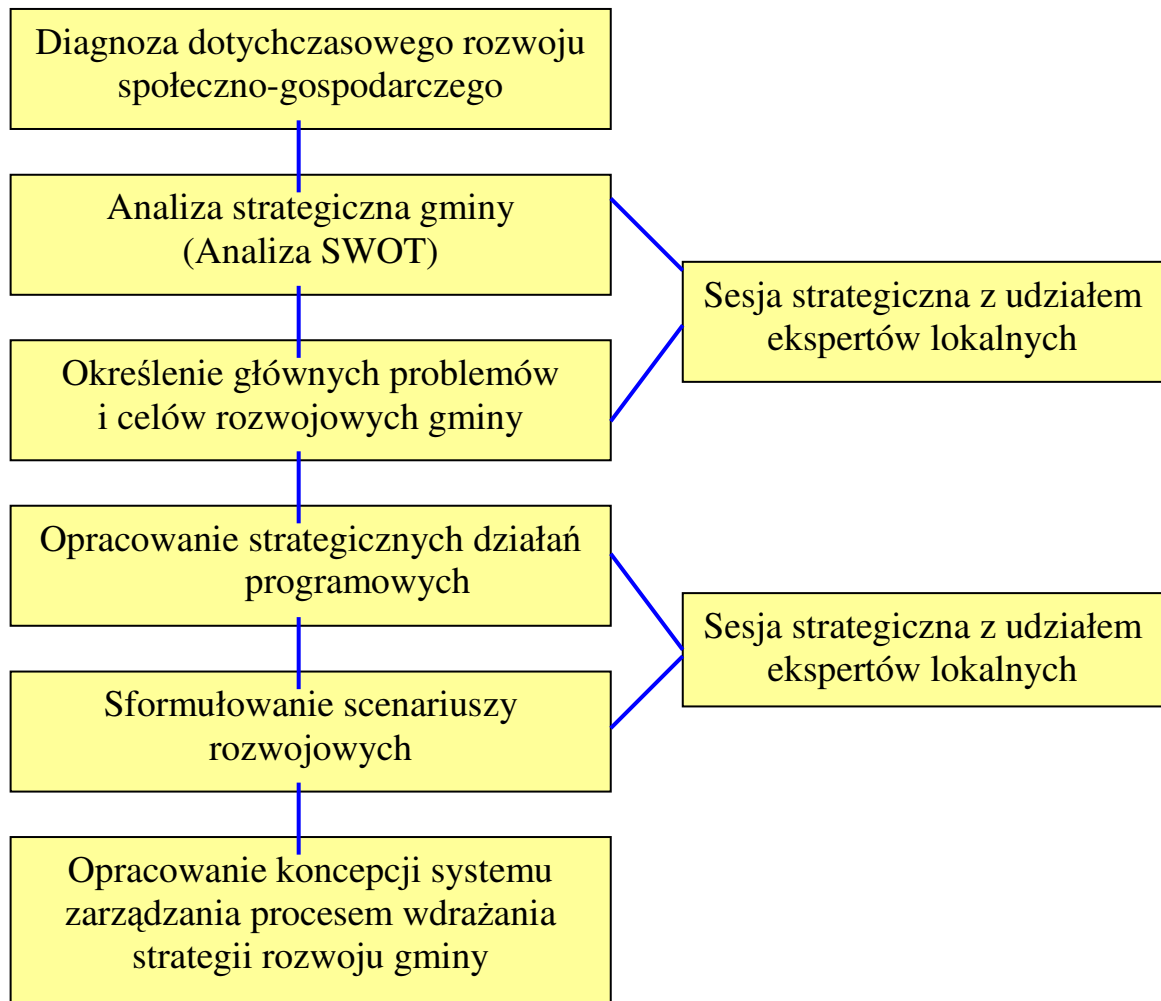 Diagnoza dotychczasowego rozwoju
społeczno-gospodarczego
Analiza strategiczna gminy
(Analiza SWOT)
Sesja strategiczna z udziałem
ekspertów lokalnych
Określenie głównych problemów
i celów rozwojowych gminy
Opracowanie strategicznych działań
programowych
Sesja strategiczna z udziałem
ekspertów lokalnych
Sformułowanie scenariuszy
rozwojowych
Opracowanie koncepcji systemu
zarządzania procesem wdrażania
strategii rozwoju gminy